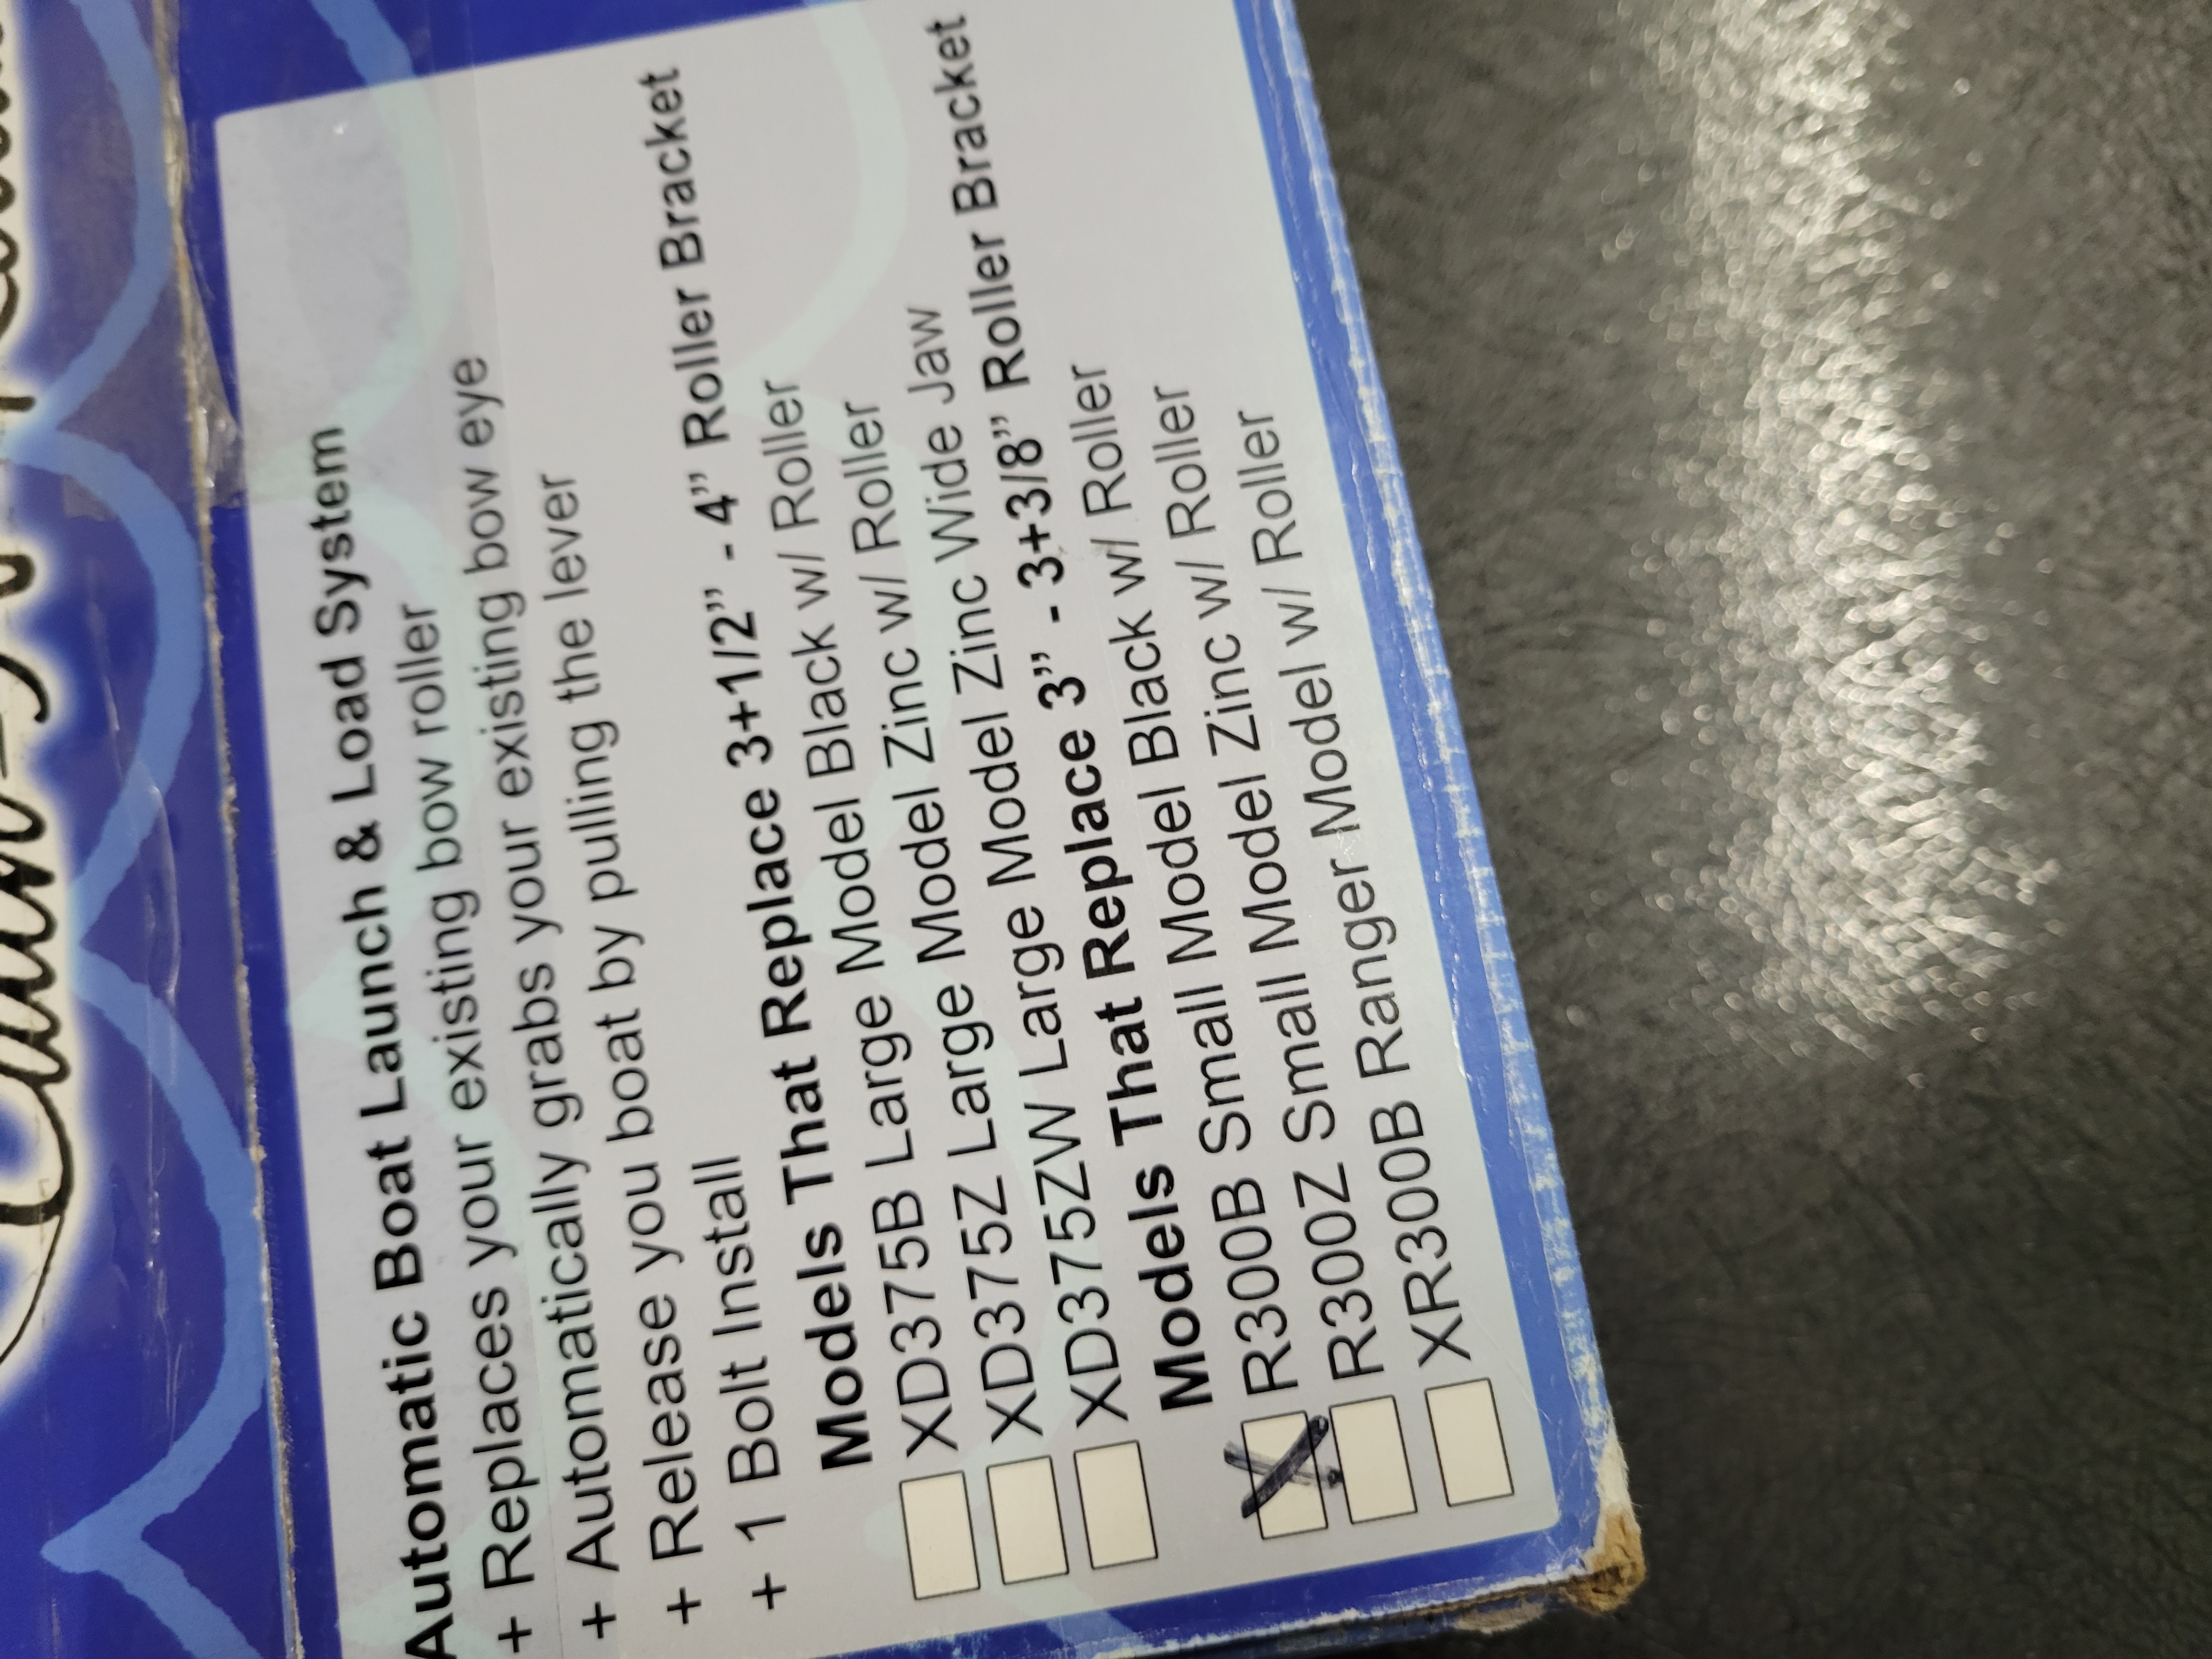 Automatic Boat Launch & Load System
+ Replaces your existing bow roller
+ Automatically grabs your existing bow eye
+ Release you boat by pulling the lever
+ 1 Bolt Install
Models That Replace 3+1/2” - 4” Roller Bracket
XD375B Large Model Black w/ Roller
XD375Z Large Model Zinc w/ Roller
XD375ZW Large Model Zinc Wide Jaw
Models That Replace 3” - 3+3/8” Roller Bracket
R300B Small Model Black w/ Roller
R300Z Small Model Zinc w/ Roller
XR300B Ranger Model w/ Roller